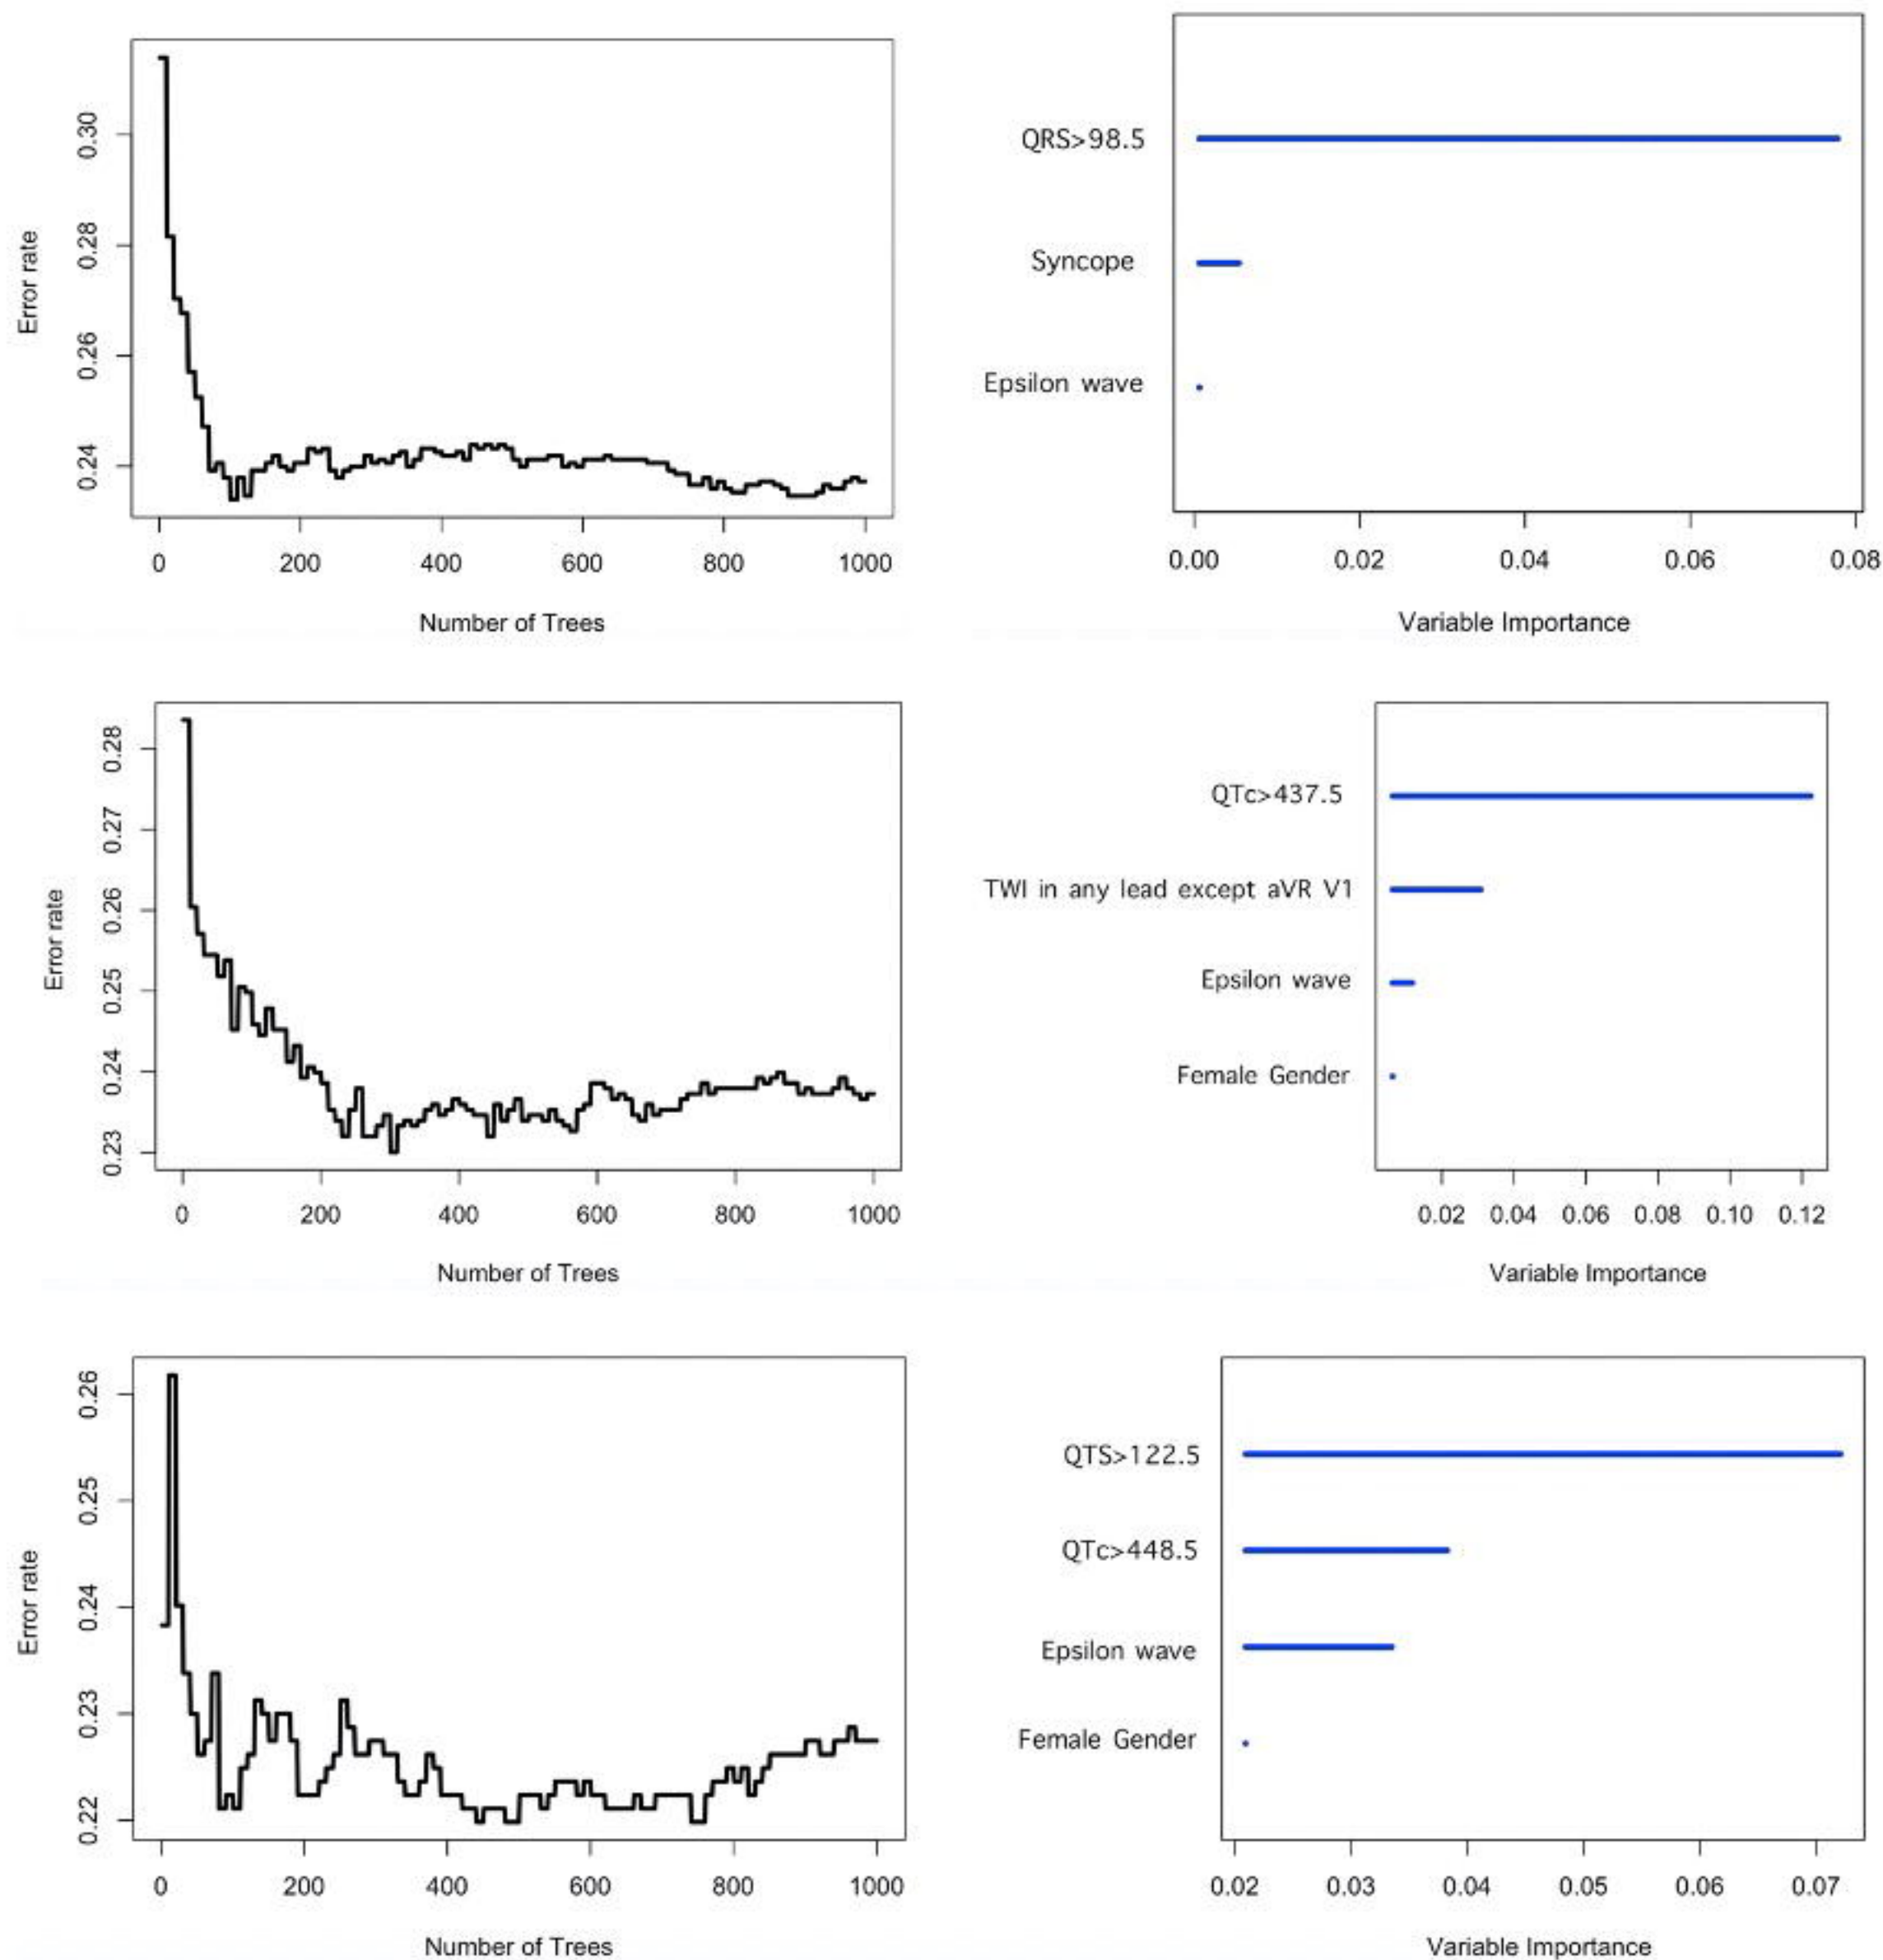 Error rate
0.30
0.28
0.26
0.24
0 200 400 600 800 1000
Number of Trees
QRS>98.5
Syncope
Epsilon wave
0.00 0.02 0.04 0.06 0.08
Variable Importance
Error rate
0.28
0.27
0.26
0.25
0.24
0.23
0 200 400 600 800 1000
Number of Trees
QTc>437.5
TWI in any lead except aVR V1
Epsilon wave
Female Gender
0.02 0.04 0.06 0.08 0.10 0.12
Variable Importance
Error rate
0.26
0.25
0.24
0.23
0.22
0 200 400 600 800 1000
Number of Trees
QTS>122.5
QTc>448.5
Epsilon wave
Female Gender
0.02 0.03 0.04 0.05 0.06 0.07
Variable Importance